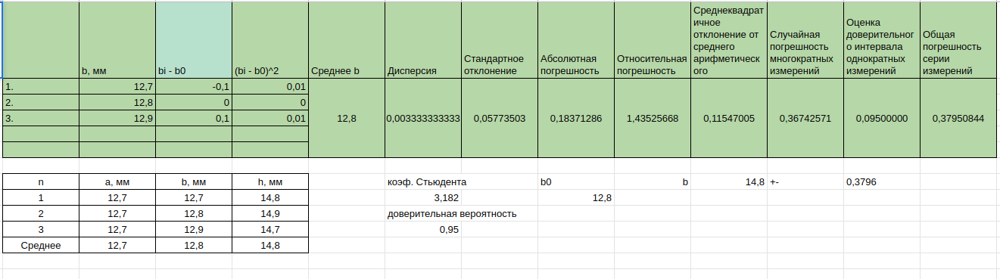 b, мм bi - b0 (bi - b0)^2 Среднее b Дисперсия Стандартное отклонение Абсолютная погрешность Относительная погрешность Среднеквадратичное отклонение от среднего арифметического Случайная погрешность многократных измерений Оценка доверительного интервала однократных измерений Общая погрешность серии измерений
1. 12,7 -0,1 0,01
2. 12,8 0 0
3. 12,9 0,1 0,01 12,8 0,003333333333 0,05773503 0,18371286 1,43525668 0,11547005 0,36742571 0,09500000 0,37950844
n a, мм b, мм h, мм коэф. Стьюдента b0 b 14,8 +- 0,3796
1 12,7 12,7 14,8 3,182 12,8
2 12,7 12,8 14,9 доверительная вероятность
3 12,7 12,9 14,7 0,95
Среднее 12,7 12,8 14,8